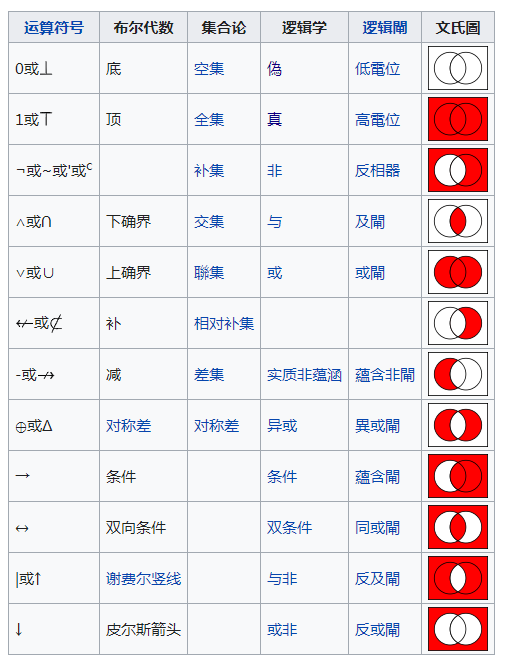 运算符号 布尔代数 集合论 逻辑学 逻辑閘 文氏圖
0或⊥ 底 空集 偽 低電位
1或⊤ 顶 全集 真 高電位
¬或~或'或ᶜ 补集 非 反相器
∧或∩ 下确界 交集 与 及閘
∨或∪ 上确界 聯集 或 或閘
↚或⊄ 补 相对补集
-或↛ 减 差集 实质非蕴涵 蘊含非閘
⊕或Δ 对称差 对称差 异或 異或閘
→ 条件 条件 蘊含閘
↔ 双向条件 双条件 同或閘
|或↑ 谢费尔竖线 与非 反及閘
↓ 皮尔斯箭头 或非 反或閘